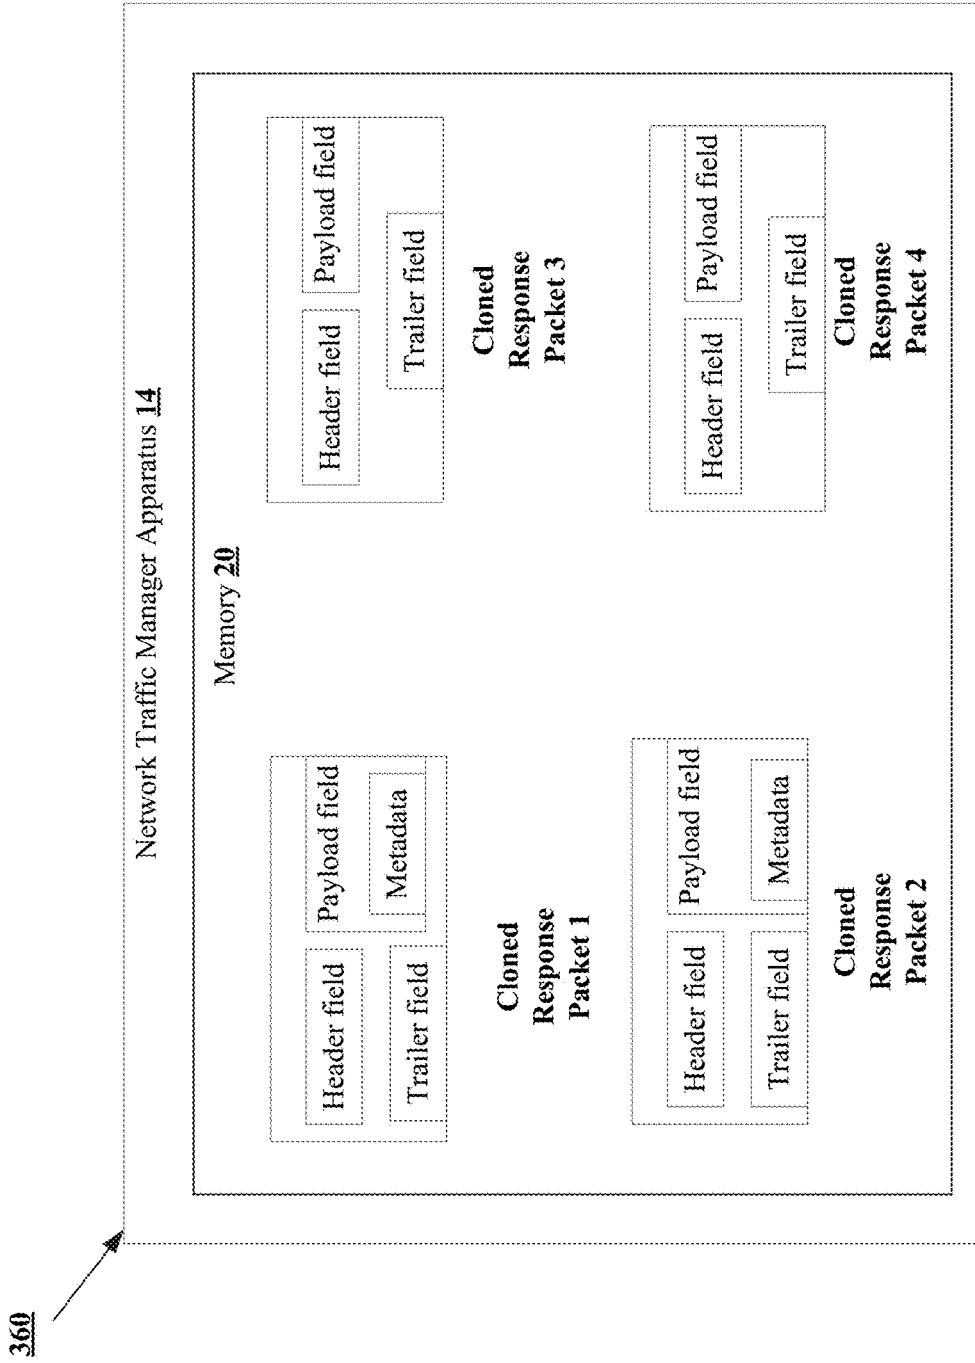 360
Network Traffic Manager Apparatus 14
Memory 20
Header field
Payload field
Trailer field
Metadata
Cloned
Response
Packet 1
Header field
Payload field
Trailer field
Cloned
Response
Packet 3
Header field
Payload field
Trailer field
Metadata
Cloned
Response
Packet 2
Header field
Payload field
Trailer field
Cloned
Response
Packet 4